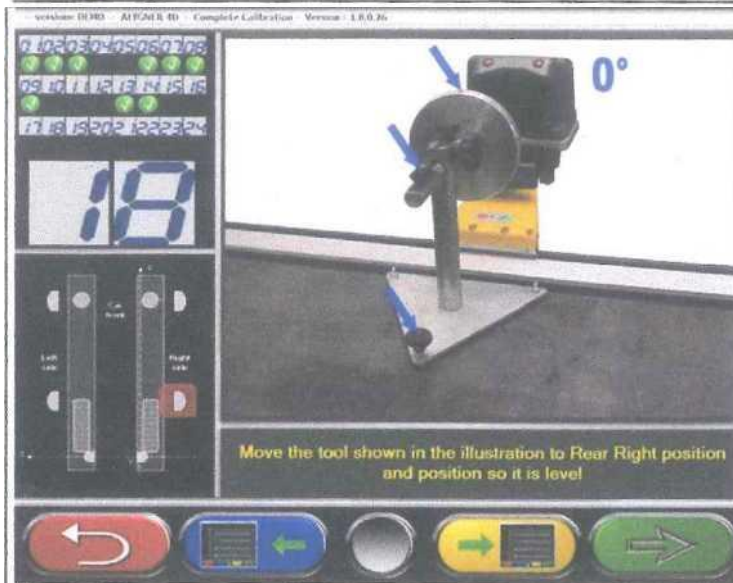 versione DEMO - ALIGNER 4D - Complete Calibration - Version : 1.0.0.26
01 02 03 04 05 06 07 08
09 10 11 12 13 14 15 16
17 18 19 20 21 22 23 24
18
0°
Car
front
Left
side
Right
side
Move the tool shown in the illustration to Rear Right position
and position so it is level